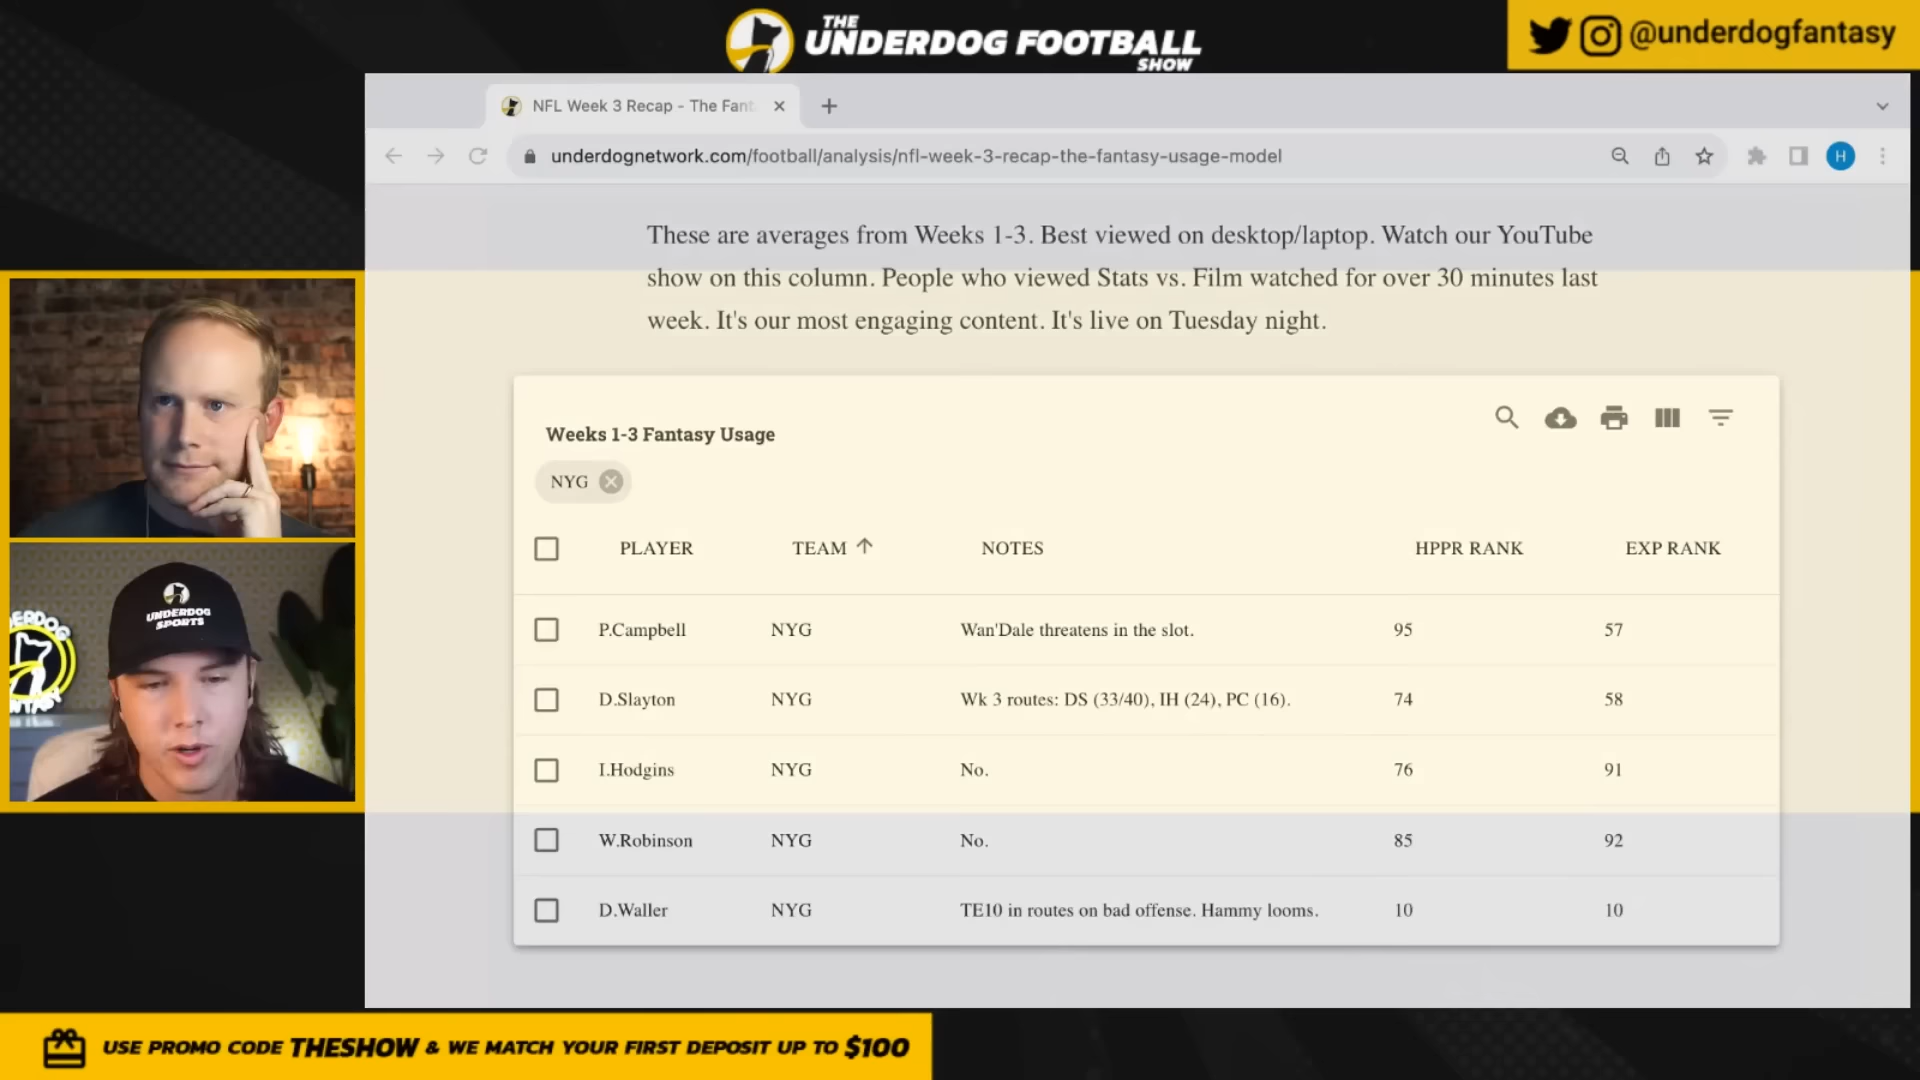 THE
UNDERDOG FOOTBALL
SHOW
@underdogfantasy
NFL Week 3 Recap - The Fant
underdognetwork.com/football/analysis/nfl-week-3-recap-the-fantasy-usage-model
H
These are averages from Weeks 1-3. Best viewed on desktop/laptop. Watch our YouTube
show on this column. People who viewed Stats vs. Film watched for over 30 minutes last
week. It's our most engaging content. It's live on Tuesday night.
Weeks 1-3 Fantasy Usage
NYG
PLAYER TEAM NOTES HPPR RANK EXP RANK
P.Campbell NYG Wan'Dale threatens in the slot. 95 57
D.Slayton NYG Wk 3 routes: DS (33/40), IH (24), PC (16). 74 58
I.Hodgins NYG No. 76 91
W.Robinson NYG No. 85 92
D.Waller NYG TE10 in routes on bad offense. Hammy looms. 10 10
UNDERDOG
SPORTS
ERDOG
USE PROMO CODE THESHOW & WE MATCH YOUR FIRST DEPOSIT UP TO $100